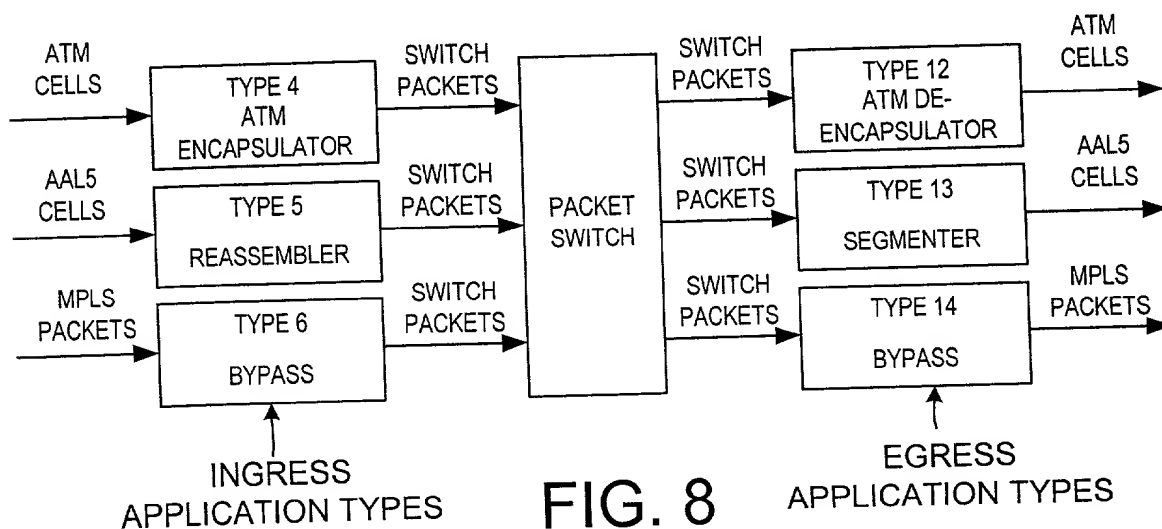 ATM
CELLS
TYPE 4
ATM
ENCAPSULATOR
SWITCH
PACKETS
AAL5
CELLS
TYPE 5
REASSEMBLER
SWITCH
PACKETS
MPLS
PACKETS
TYPE 6
BYPASS
SWITCH
PACKETS
PACKET
SWITCH
SWITCH
PACKETS
TYPE 12
ATM DE-
ENCAPSULATOR
ATM
CELLS
SWITCH
PACKETS
TYPE 13
SEGMENTER
AAL5
CELLS
SWITCH
PACKETS
TYPE 14
BYPASS
MPLS
PACKETS
INGRESS
APPLICATION TYPES
EGRESS
APPLICATION TYPES
FIG. 8